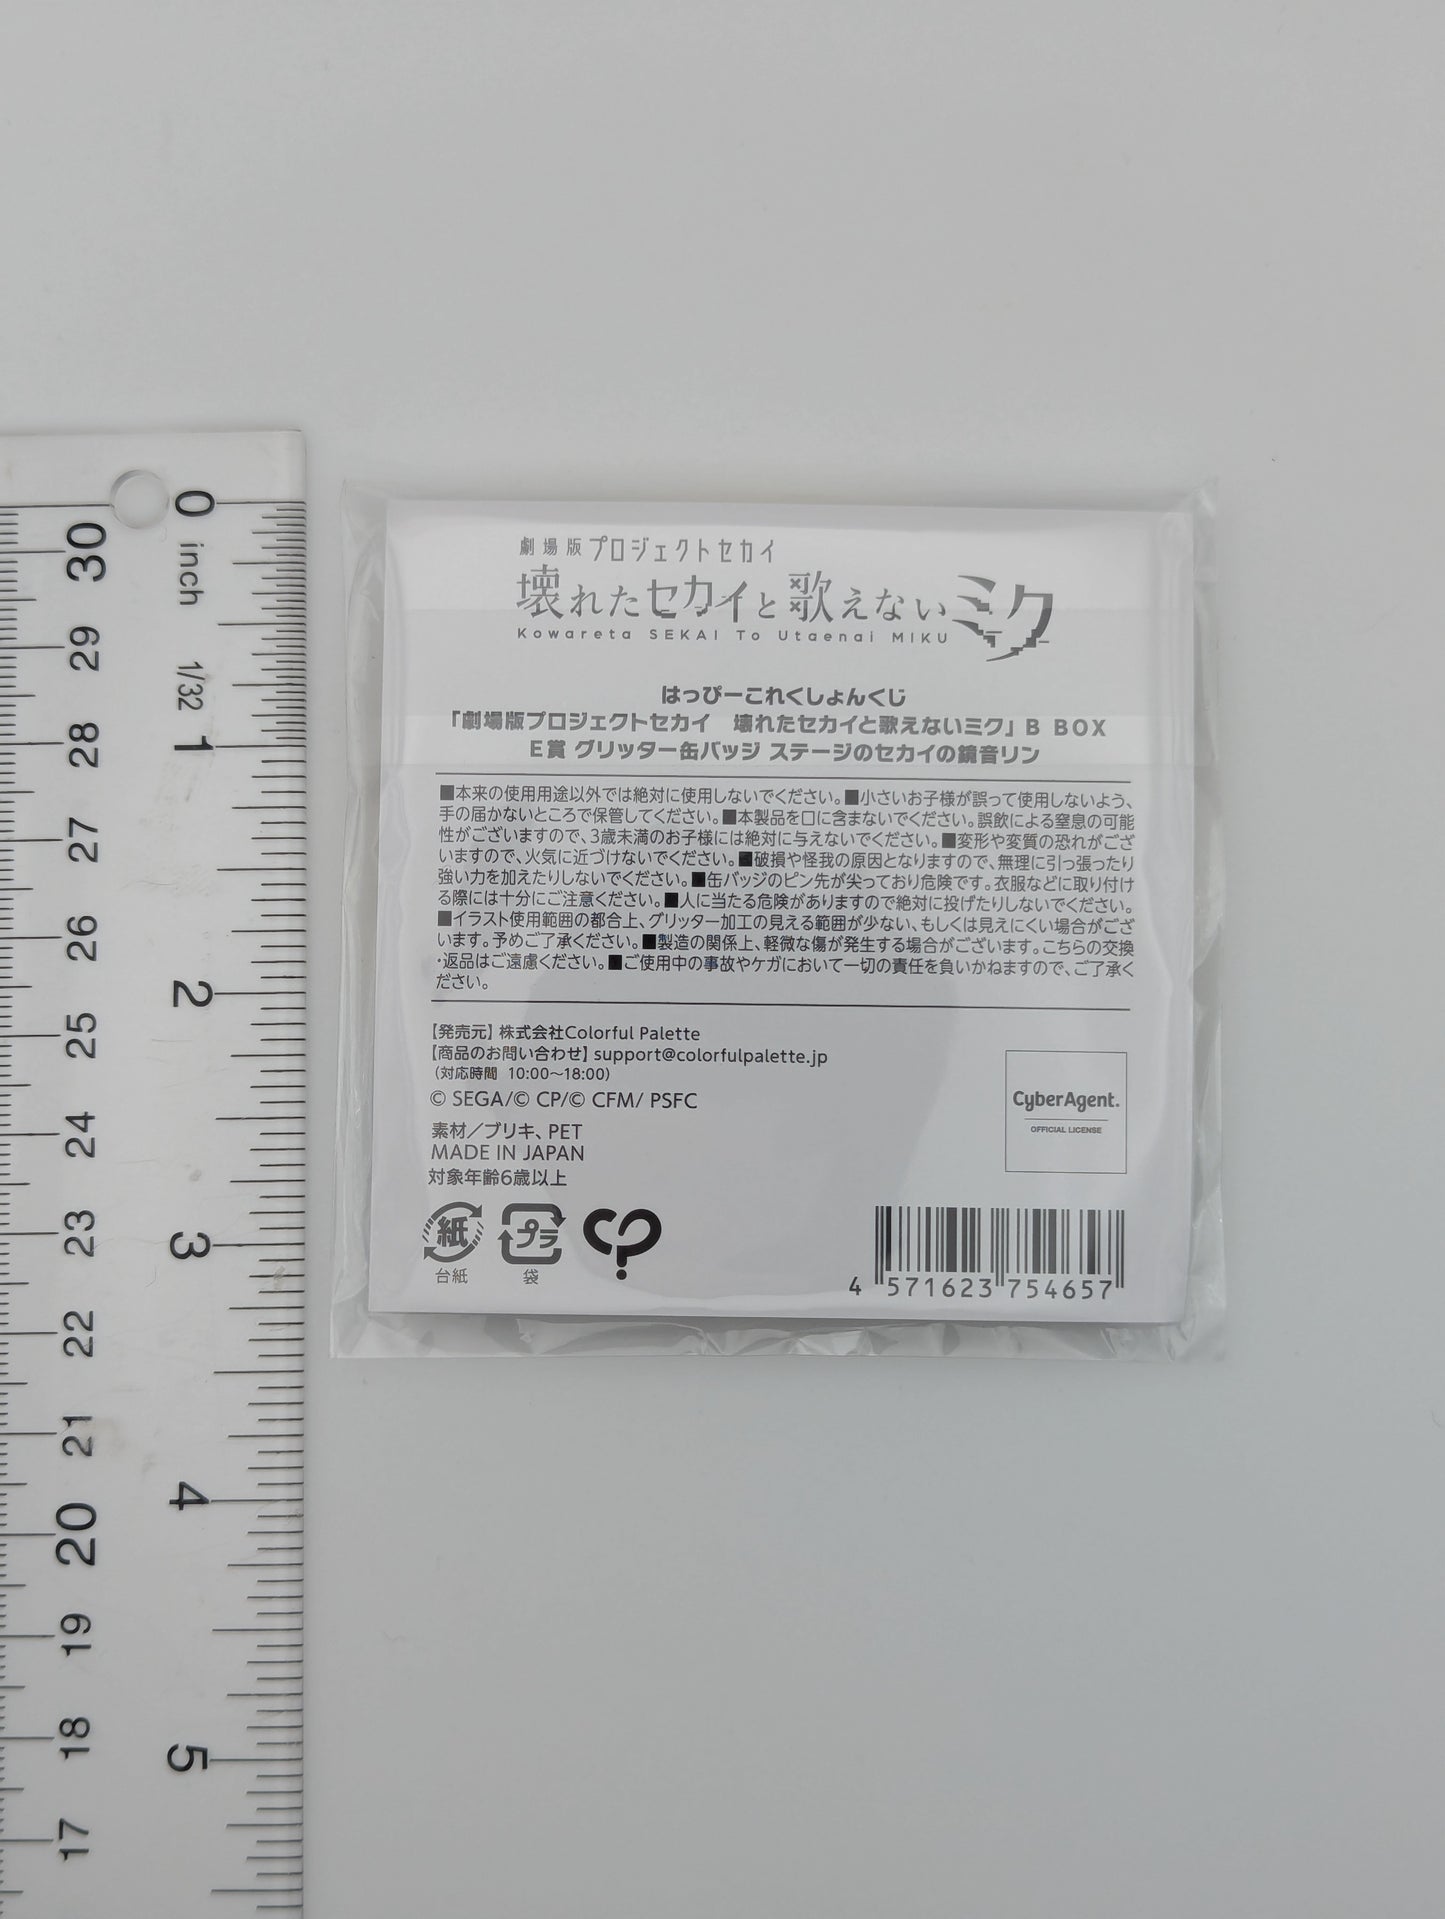 劇場版プロジェクトセカイ
壊れたセカイと歌えないミク
Kowareta SEKAI To Utaenai MIKU
はっぴーこれくしょんくじ
「劇場版プロジェクトセカイ　壊れたセカイと歌えないミク」B BOX
E賞 グリッター缶バッジ ステージのセカイの鏡音リン
■本来の使用用途以外では絶対に使用しないでください。■小さいお子様が誤って使用しないよう、
手の届かないところで保管してください。■本製品を口に含まないでください。誤飲による窒息の可能
性がございますので、3歳未満のお子様には絶対に与えないでください。■変形や変質の恐れがござ
いますので、火気に近づけないでください。■破損や怪我の原因となりますので、無理に引っ張ったり
強い力を加えたりしないでください。■缶バッジのピン先が尖っており危険です。衣服などに取り付け
る際には十分にご注意ください。■人に当たる危険がありますので絶対に投げたりしないでください。
■イラスト使用範囲の都合上、グリッター加工の見える範囲が少ない、もしくは見えにくい場合がござ
います。予めご了承ください。■製造の関係上、軽微な傷が発生する場合がございます。こちらの交換
・返品はご遠慮ください。■ご使用中の事故やケガにおいて一切の責任を負いかねますので、ご了承く
ださい。
【発売元】株式会社Colorful Palette
【商品のお問い合わせ】support@colorfulpalette.jp
(対応時間 10:00～18:00)
© SEGA/© CP/© CFM/ PSFC
素材／ブリキ、PET
MADE IN JAPAN
対象年齢6歳以上
CyberAgent.
OFFICIAL LICENSE
紙
台紙
プラ
袋
4 571623 754657
0 inch 1/32 1 2 3 4 5
30 29 28 27 26 25 24 23 22 21 20 19 18 17